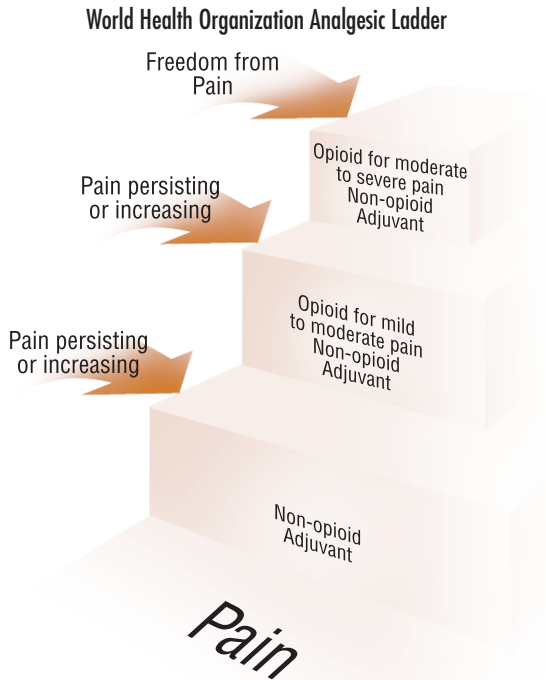 World Health Organization Analgesic Ladder
Freedom from
Pain
Opioid for moderate
to severe pain
Non-opioid
Adjuvant
Pain persisting
or increasing
Opioid for mild
to moderate pain
Non-opioid
Adjuvant
Pain persisting
or increasing
Non-opioid
Adjuvant
Pain